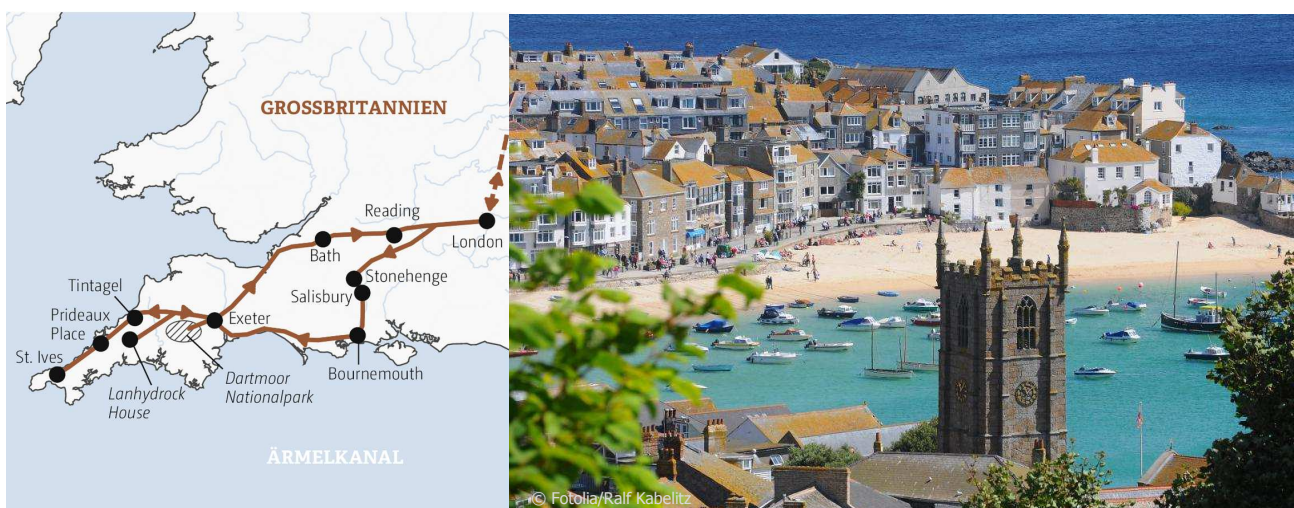 GROSSBRITANNIEN
Reading
London
Bath
Stonehenge
Salisbury
Tintagel
Prideaux
Place
Exeter
St. Ives
Bournemouth
Lanhydrock
House
Dartmoor
Nationalpark
ÄRMELKANAL
© Fotolia/Ralf Kabelitz